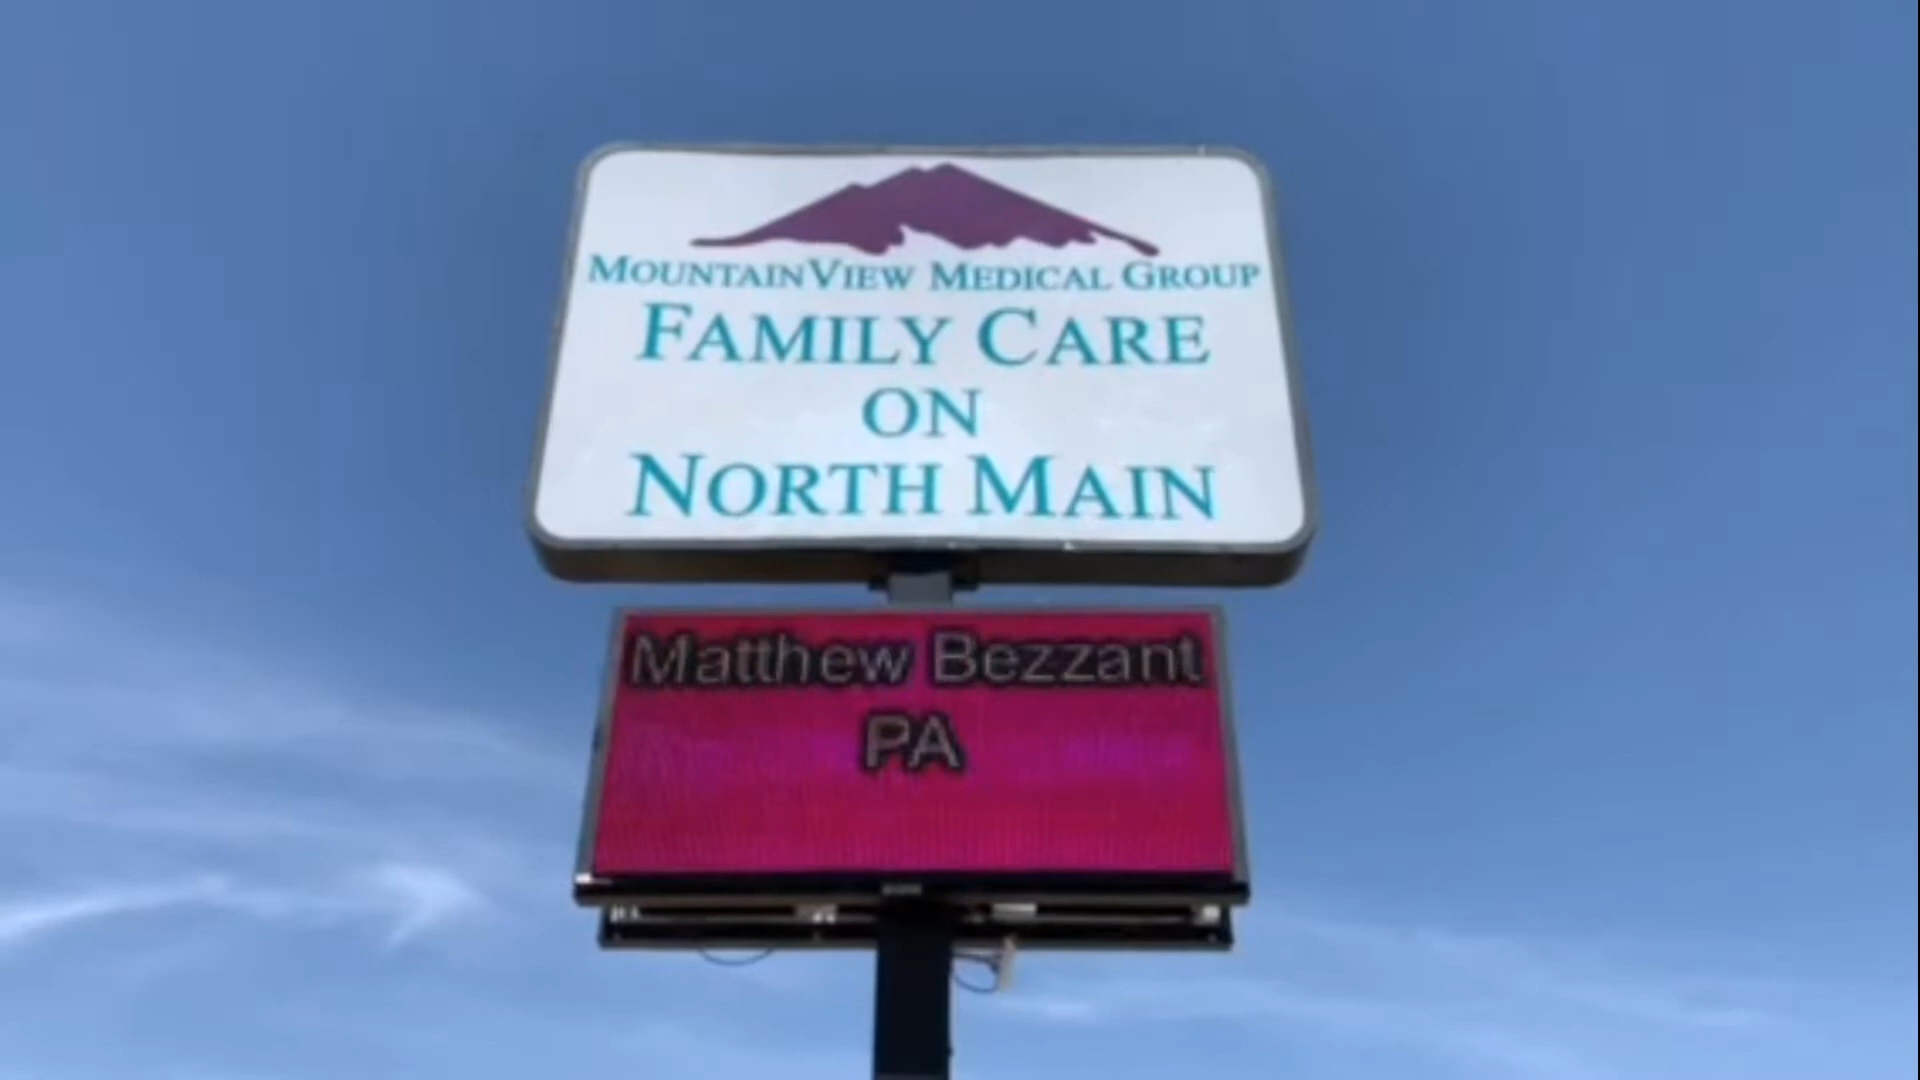 MOUNTAINVIEW MEDICAL GROUP
FAMILY CARE
ON
NORTH MAIN
Matthew Bezzant
PA